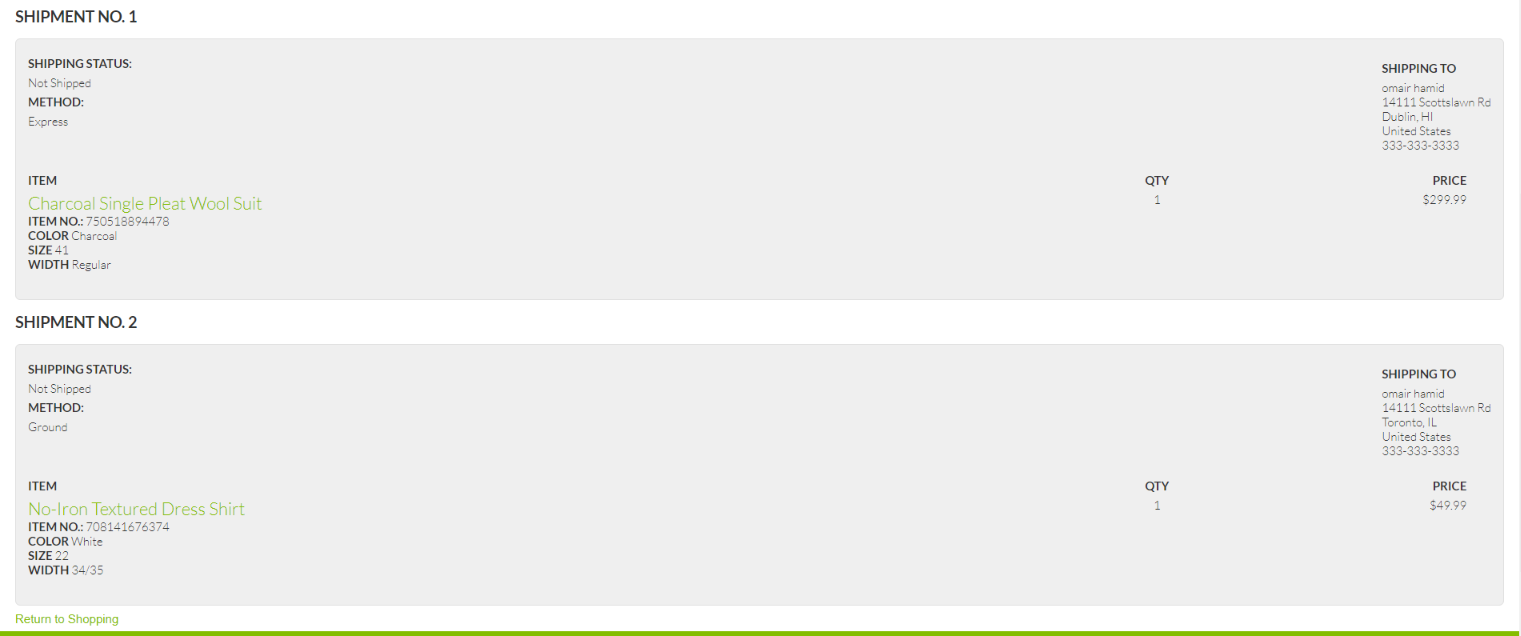 SHIPMENT NO. 1
SHIPPING STATUS:
Not Shipped
METHOD:
Express
SHIPPING TO
omair hamid
14111 Scottslawn Rd
Dublin, HI
United States
333-333-3333
ITEM QTY PRICE
Charcoal Single Pleat Wool Suit 1 $299.99
ITEM NO.: 750518894478
COLOR Charcoal
SIZE 41
WIDTH Regular
SHIPMENT NO. 2
SHIPPING STATUS:
Not Shipped
METHOD:
Ground
SHIPPING TO
omair hamid
14111 Scottslawn Rd
Toronto, IL
United States
333-333-3333
ITEM QTY PRICE
No-Iron Textured Dress Shirt 1 $49.99
ITEM NO.: 708141676374
COLOR White
SIZE 22
WIDTH 34/35
Return to Shopping